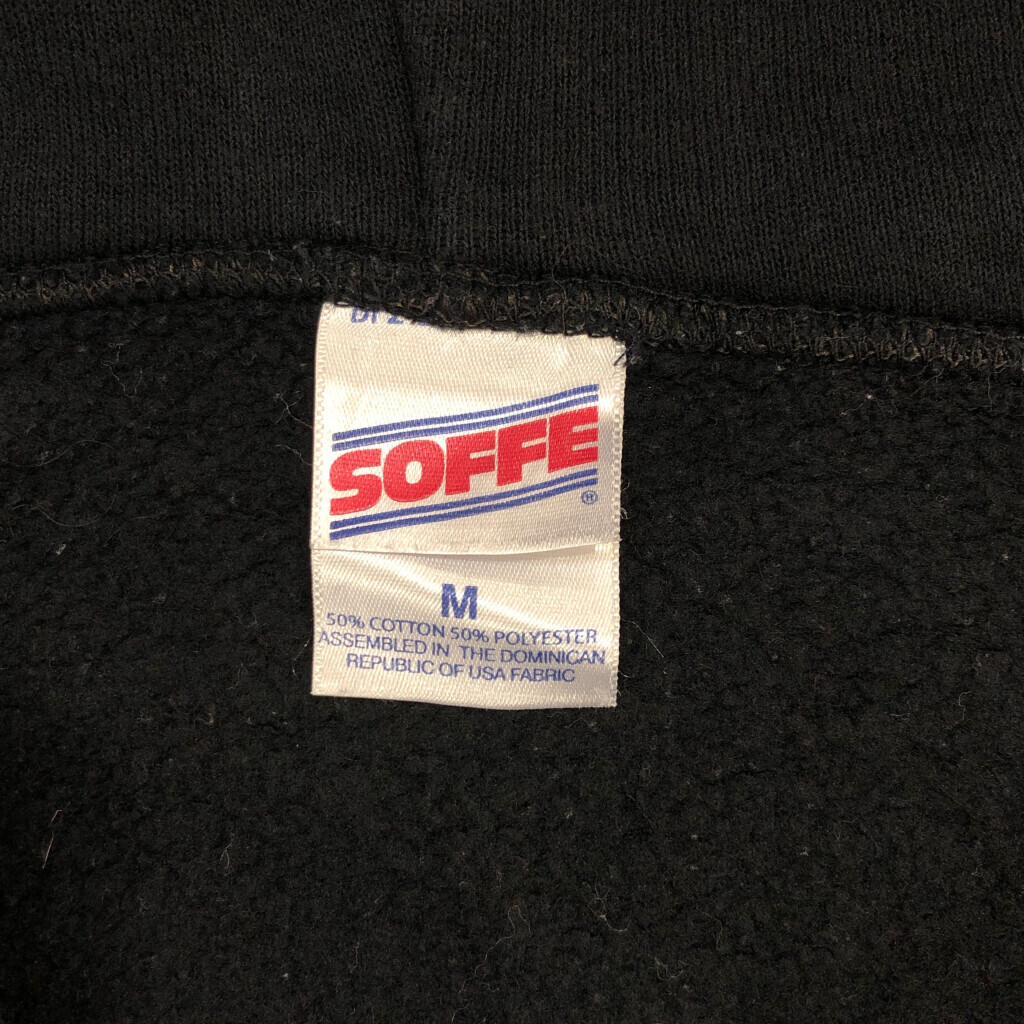 SOFFE
®
M
50% COTTON 50% POLYESTER
ASSEMBLED IN THE DOMINICAN
REPUBLIC OF USA FABRIC